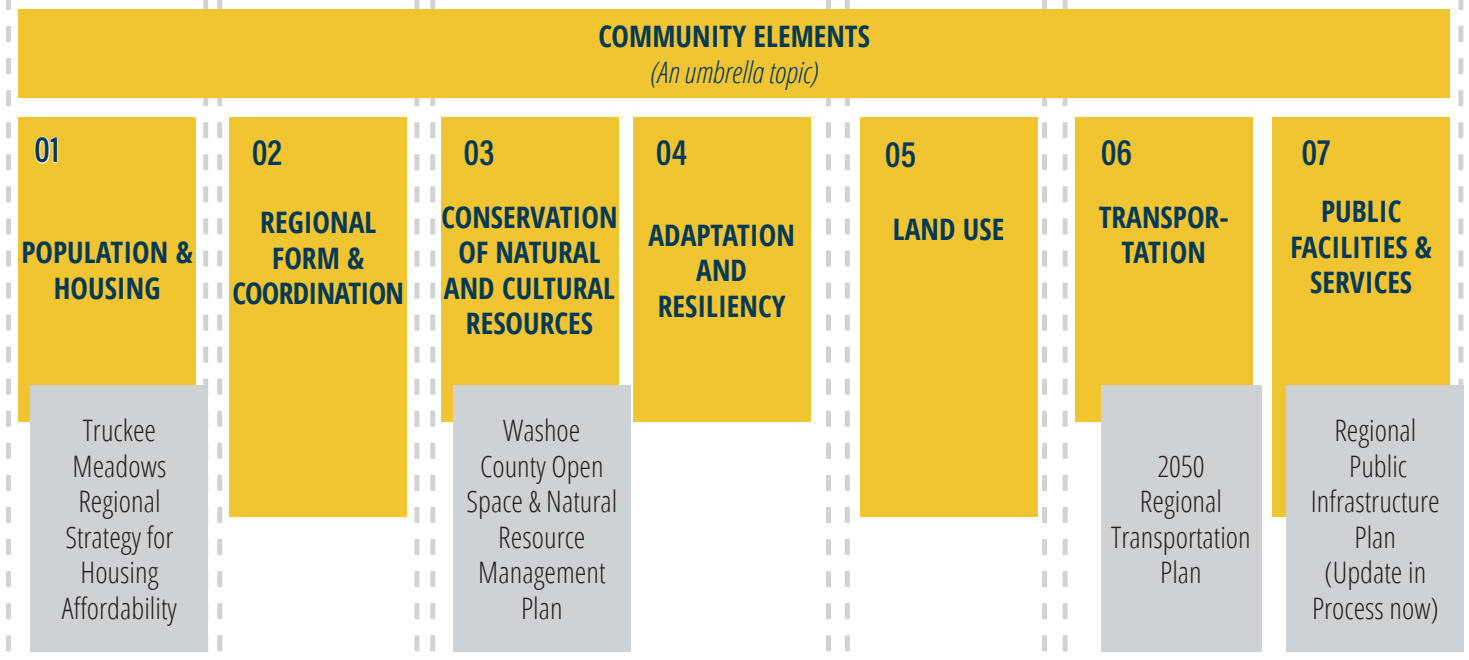 COMMUNITY ELEMENTS
(An umbrella topic)
01
POPULATION &
HOUSING
02
REGIONAL
FORM &
COORDINATION
03
CONSERVATION
OF NATURAL
AND CULTURAL
RESOURCES
04
ADAPTATION
AND
RESILIENCY
05
LAND USE
06
TRANSPOR-
TATION
07
PUBLIC
FACILITIES &
SERVICES
Truckee
Meadows
Regional
Strategy for
Housing
Affordability
Washoe
County Open
Space & Natural
Resource
Management
Plan
2050
Regional
Transportation
Plan
Regional
Public
Infrastructure
Plan
(Update in
Process now)